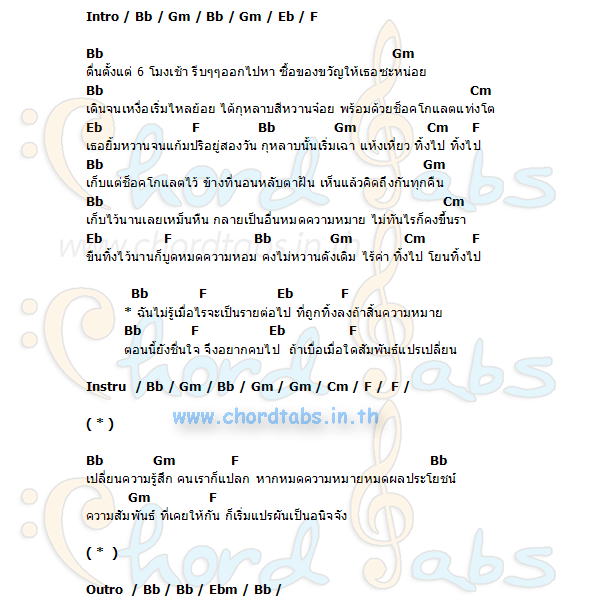 Intro / Bb / Gm / Bb / Gm / Eb / F
Bb Gm
ตื่นตั้งแต่ 6 โมงเช้า รีบๆๆออกไปหา ซื้อของขวัญให้เธอซะหน่อย
Bb Cm
เดินจนเหงื่อเริ่มไหลย้อย ได้กุหลาบสีหวานจ๋อย พร้อมด้วยช็อคโกแลตแท่งโต
Eb F Bb Gm Cm F
เธอยิ้มหวานจนแก้มปริอยู่สองวัน กุหลาบนั้นเริ่มเฉา แห้งเหี่ยว ทิ้งไป ทิ้งไป
Bb Gm
เก็บแต่ช็อคโกแลตไว้ ข้างที่นอนหลับตาฝัน เห็นแล้วคิดถึงกันทุกคืน
Bb Cm
เก็บไว้นานเลยเหม็นหืน กลายเป็นอื่นหมดความหมาย ไม่ทันไรก็คงขึ้นรา
Eb F Bb Gm Cm F
ขืนทิ้งไว้นานก็บูดหมดความหอม คงไม่หวานดังเดิม ไร้ค่า ทิ้งไป โยนทิ้งไป
Bb F Eb F
* ฉันไม่รู้เมื่อไรจะเป็นรายต่อไป ที่ถูกทิ้งลงถ้าสิ้นความหมาย
Bb F Eb F
ตอนนี้ยังชื่นใจ จึงอยากคบไป ถ้าเบื่อเมื่อใดสัมพันธ์แปรเปลี่ยน
Instru / Bb / Gm / Bb / Gm / Gm / Cm / F / F /
www.chordtabs.in.th
( * )
Bb Gm F Bb
เปลี่ยนความรู้สึก คนเราก็แปลก หากหมดความหมายหมดผลประโยชน์
Gm F
ความสัมพันธ์ ที่เคยให้กัน ก็เริ่มแปรผันเป็นอนิจจัง
( * )
Outro / Bb / Bb / Ebm / Bb /